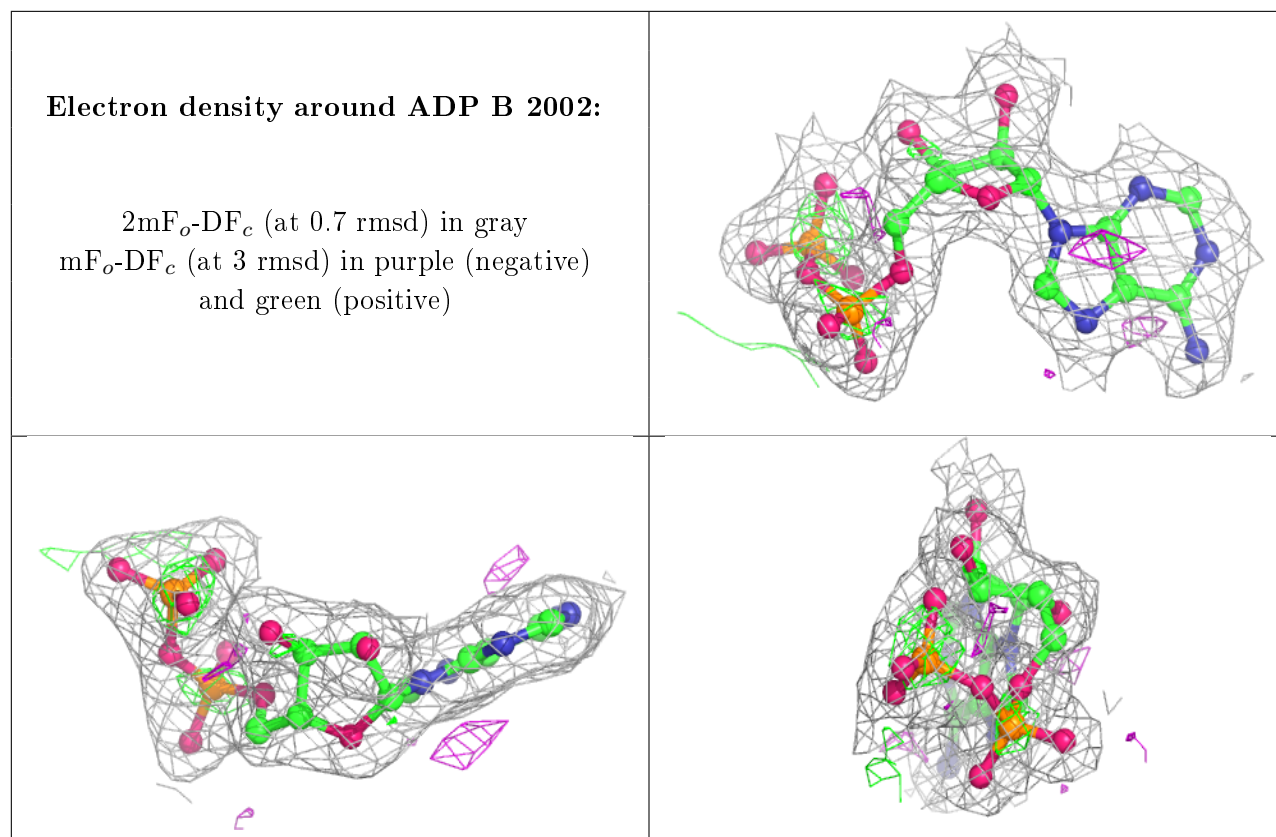 Electron density around ADP B 2002:
2mFₒ-DF𝒸 (at 0.7 rmsd) in gray
mFₒ-DF𝒸 (at 3 rmsd) in purple (negative)
and green (positive)